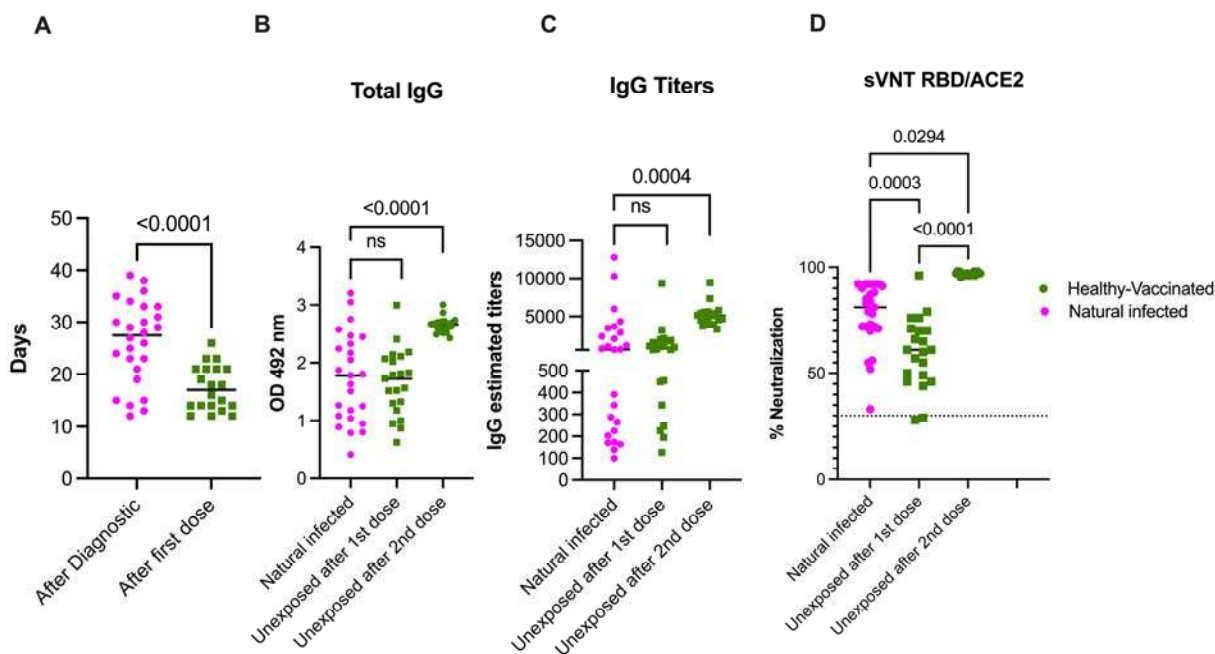 A
B
C
D
Total IgG
IgG Titers
sVNT RBD/ACE2
<0.0001
Days
50
40
30
20
10
0
After Diagnostic
After first dose
<0.0001
ns
OD 492 nm
4
3
2
1
0
Natural infected
Unexposed after 1st dose
Unexposed after 2nd dose
0.0004
ns
IgG estimated titers
15000
10000
5000
500
400
300
200
100
0
Natural infected
Unexposed after 1st dose
Unexposed after 2nd dose
0.0294
0.0003
<0.0001
% Neutralization
100
50
0
Natural infected
Unexposed after 1st dose
Unexposed after 2nd dose
Healthy-Vaccinated
Natural infected